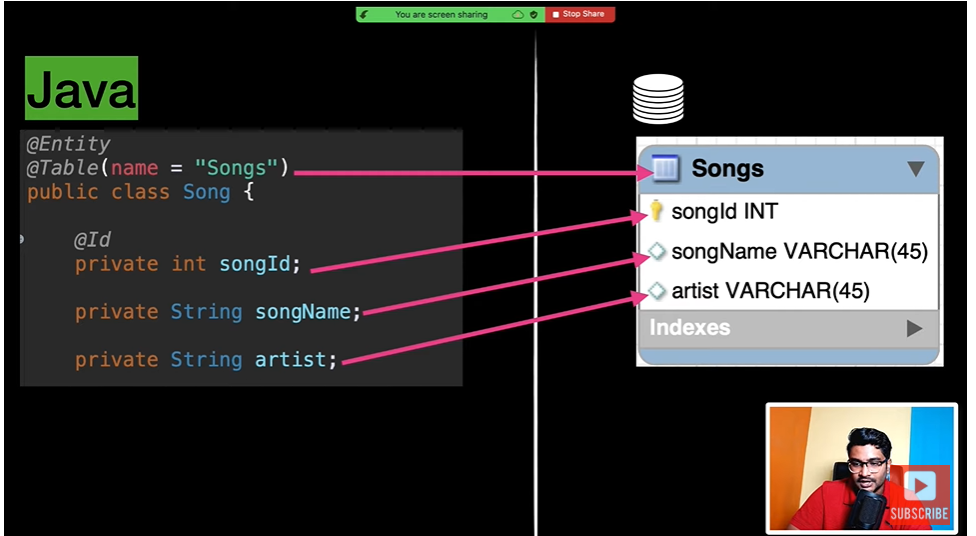 You are screen sharing
Stop Share
Java
@Entity
@Table(name = "Songs")
public class Song {
@Id
private int songId;
private String songName;
private String artist;
Songs
songId INT
songName VARCHAR(45)
artist VARCHAR(45)
Indexes
SUBSCRIBE